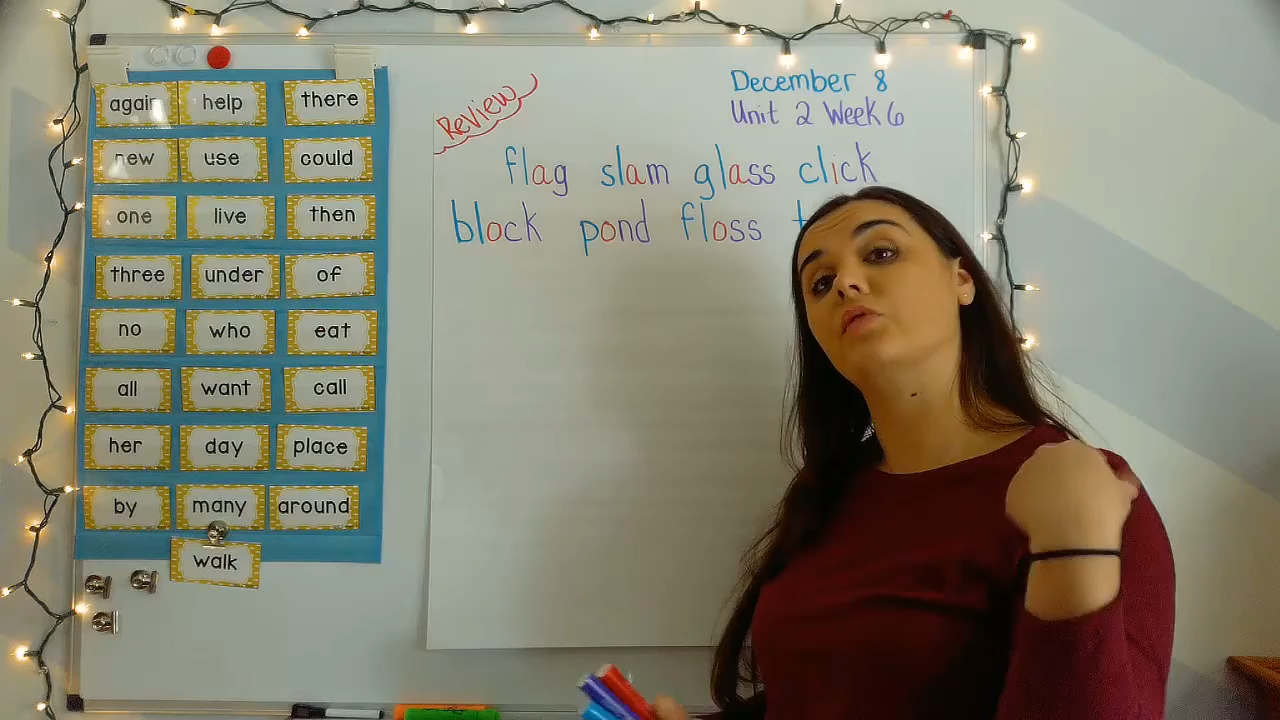 again help there
new use could
one live then
three under of
no who eat
all want call
her day place
by many around
walk
Review
December 8
Unit 2 Week 6
flag slam glass click
block pond floss